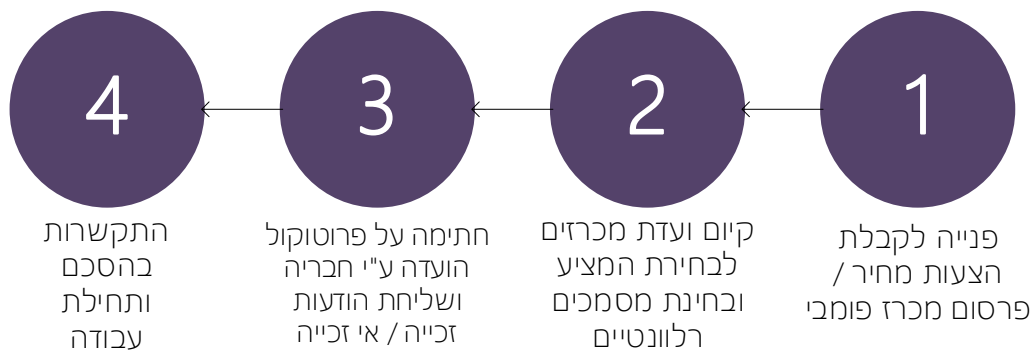 1
פנייה לקבלת
הצעות מחיר /
פרסום מכרז פומבי
2
קיום ועדת מכרזים
לבחירת המציע
ובחינת מסמכים
רלוונטיים
3
חתימה על פרוטוקול
הועדה ע"י חבריה
ושליחת הודעות
זכייה / אי זכייה
4
התקשרות
בהסכם
ותחילת
עבודה